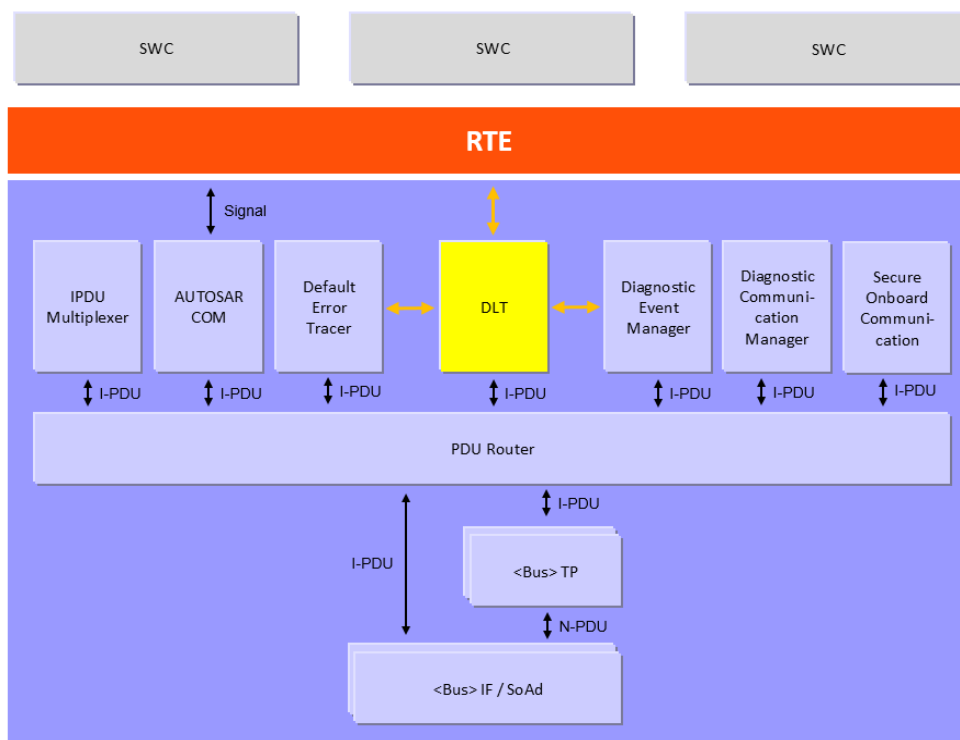 SWC
SWC
SWC
RTE
Signal
IPDU
Multiplexer
AUTOSAR
COM
Default
Error
Tracer
DLT
Diagnostic
Event
Manager
Diagnostic
Communi-
cation
Manager
Secure
Onboard
Communi-
cation
I-PDU
I-PDU
I-PDU
I-PDU
I-PDU
I-PDU
I-PDU
PDU Router
I-PDU
I-PDU
<Bus> TP
N-PDU
<Bus> IF / SoAd